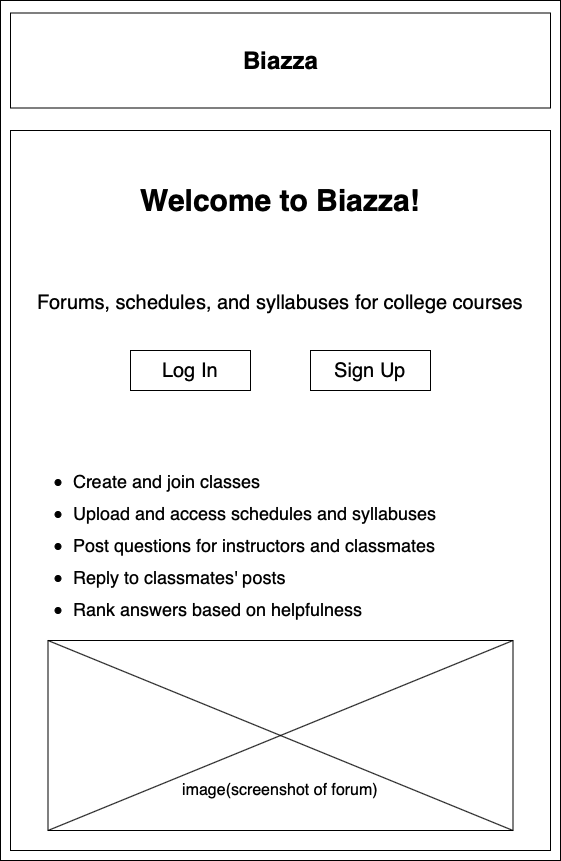 Biazza
Welcome to Biazza!
Forums, schedules, and syllabuses for college courses
Log In
Sign Up
• Create and join classes
• Upload and access schedules and syllabuses
• Post questions for instructors and classmates
• Reply to classmates' posts
• Rank answers based on helpfulness
image(screenshot of forum)